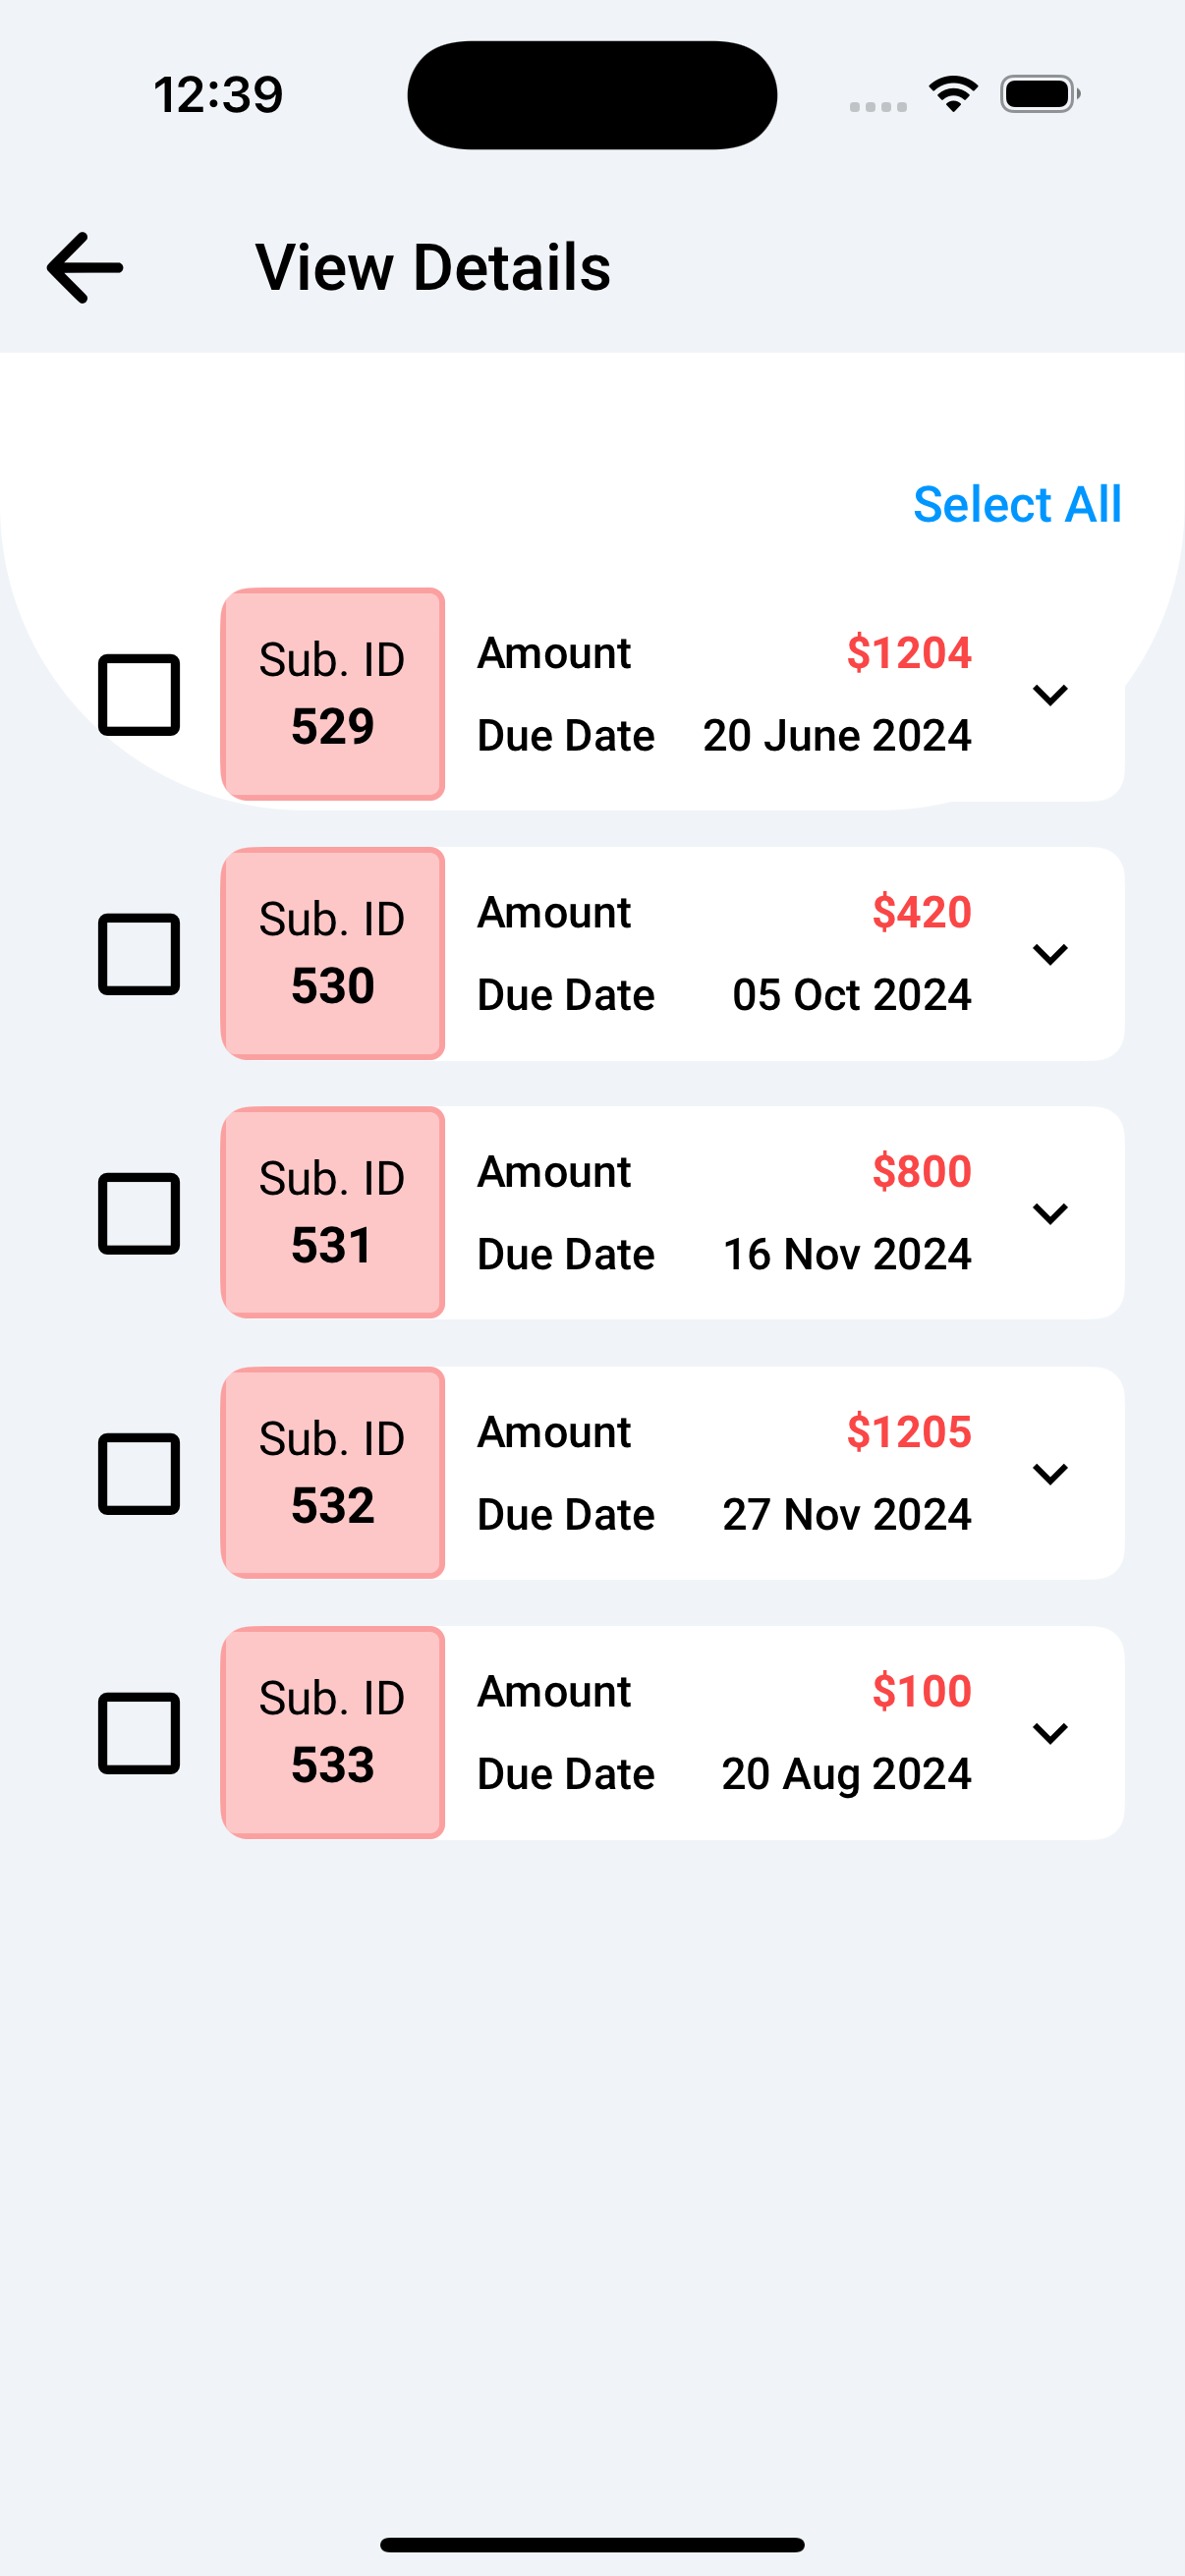 12:39
View Details
Select All
Sub. ID
529
Amount $1204
Due Date 20 June 2024
Sub. ID
530
Amount $420
Due Date 05 Oct 2024
Sub. ID
531
Amount $800
Due Date 16 Nov 2024
Sub. ID
532
Amount $1205
Due Date 27 Nov 2024
Sub. ID
533
Amount $100
Due Date 20 Aug 2024